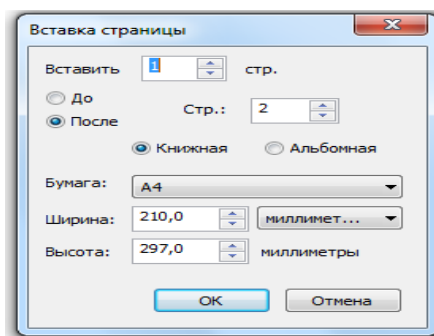 Вставка страницы
Вставить 1 стр.
До
После
Стр.: 2
Книжная Альбомная
Бумага: A4
Ширина: 210,0 миллимет...
Высота: 297,0 миллиметры
OK Отмена